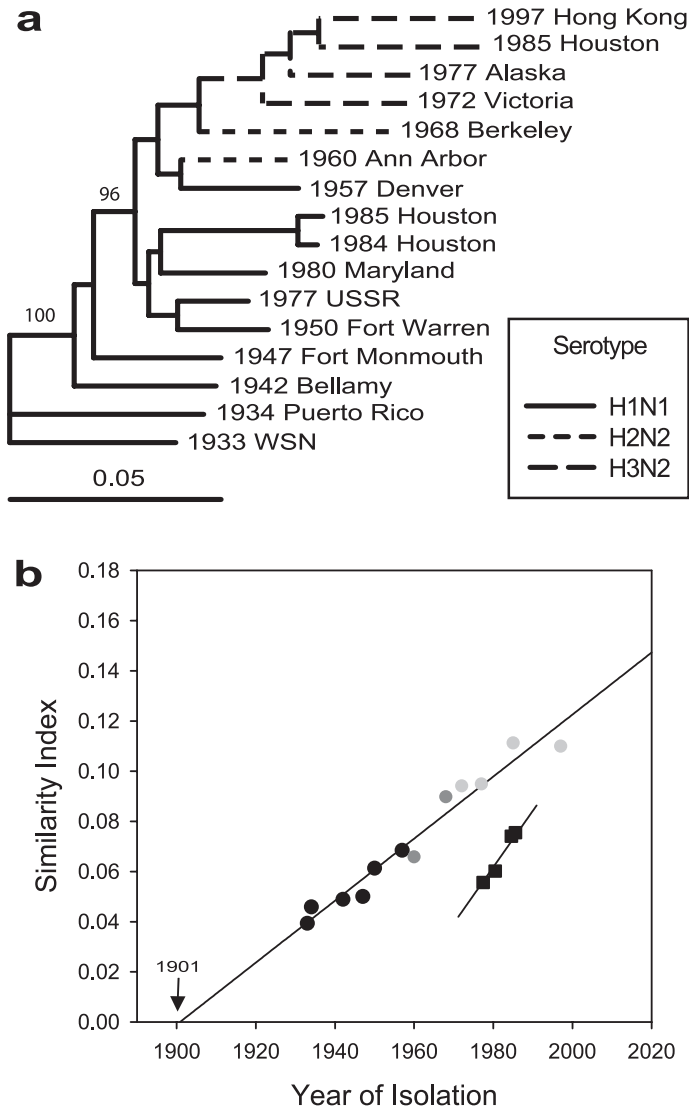 a
1997 Hong Kong
1985 Houston
1977 Alaska
1972 Victoria
1968 Berkeley
1960 Ann Arbor
1957 Denver
96
1985 Houston
1984 Houston
1980 Maryland
1977 USSR
1950 Fort Warren
100
1947 Fort Monmouth
1942 Bellamy
1934 Puerto Rico
1933 WSN
0.05
Serotype
H1N1
H2N2
H3N2
b
Similarity Index
0.18
0.16
0.14
0.12
0.10
0.08
0.06
0.04
0.02
0.00
1901
1900 1920 1940 1960 1980 2000 2020
Year of Isolation